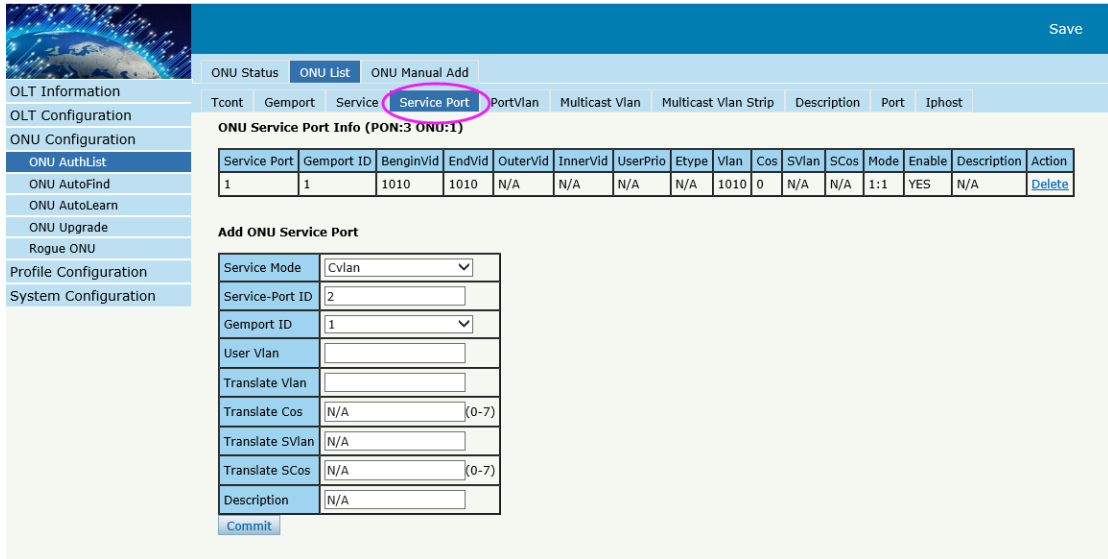 Save
ONU Status ONU List ONU Manual Add
OLT Information
OLT Configuration
ONU Configuration
ONU AuthList
ONU AutoFind
ONU AutoLearn
ONU Upgrade
Rogue ONU
Profile Configuration
System Configuration
Tcont Gemport Service Service Port PortVlan Multicast Vlan Multicast Vlan Strip Description Port Iphost
ONU Service Port Info (PON:3 ONU:1)
Service Port Gemport ID BenginVid EndVid OuterVid InnerVid UserPrio Etype Vlan Cos SVlan SCos Mode Enable Description Action
1 1 1010 1010 N/A N/A N/A N/A 1010 0 N/A N/A 1:1 YES N/A Delete
Add ONU Service Port
Service Mode Cvlan
Service-Port ID 2
Gemport ID 1
User Vlan
Translate Vlan
Translate Cos N/A (0-7)
Translate SVlan N/A
Translate SCos N/A (0-7)
Description N/A
Commit